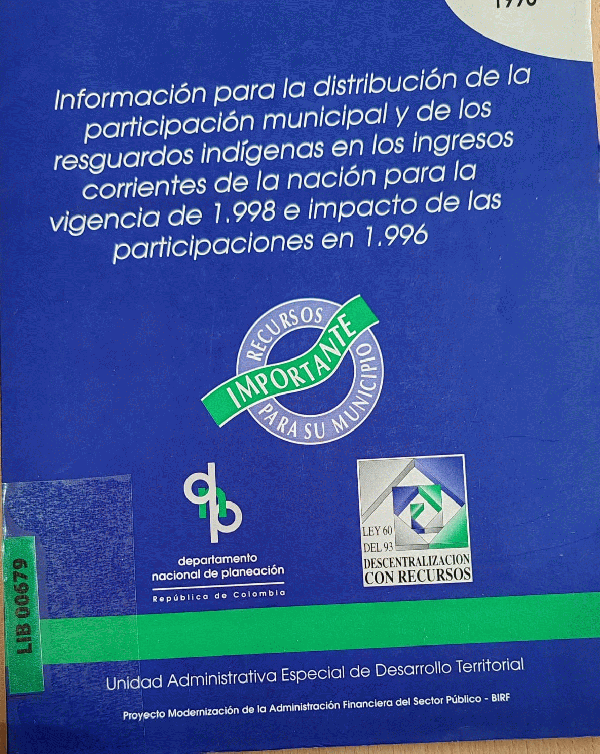 Información para la distribución de la
participación municipal y de los
resguardos indígenas en los ingresos
corrientes de la nación para la
vigencia de 1.998 e impacto de las
participaciones en 1.996
RECURSOS
IMPORTANTE
PARA SU MUNICIPIO
dnp
departamento
nacional de planeación
República de Colombia
LEY 60
DEL 93
DESCENTRALIZACION
CON RECURSOS
LIB 00679
Unidad Administrativa Especial de Desarrollo Territorial
Proyecto Modernización de la Administración Financiera del Sector Público - BIRF